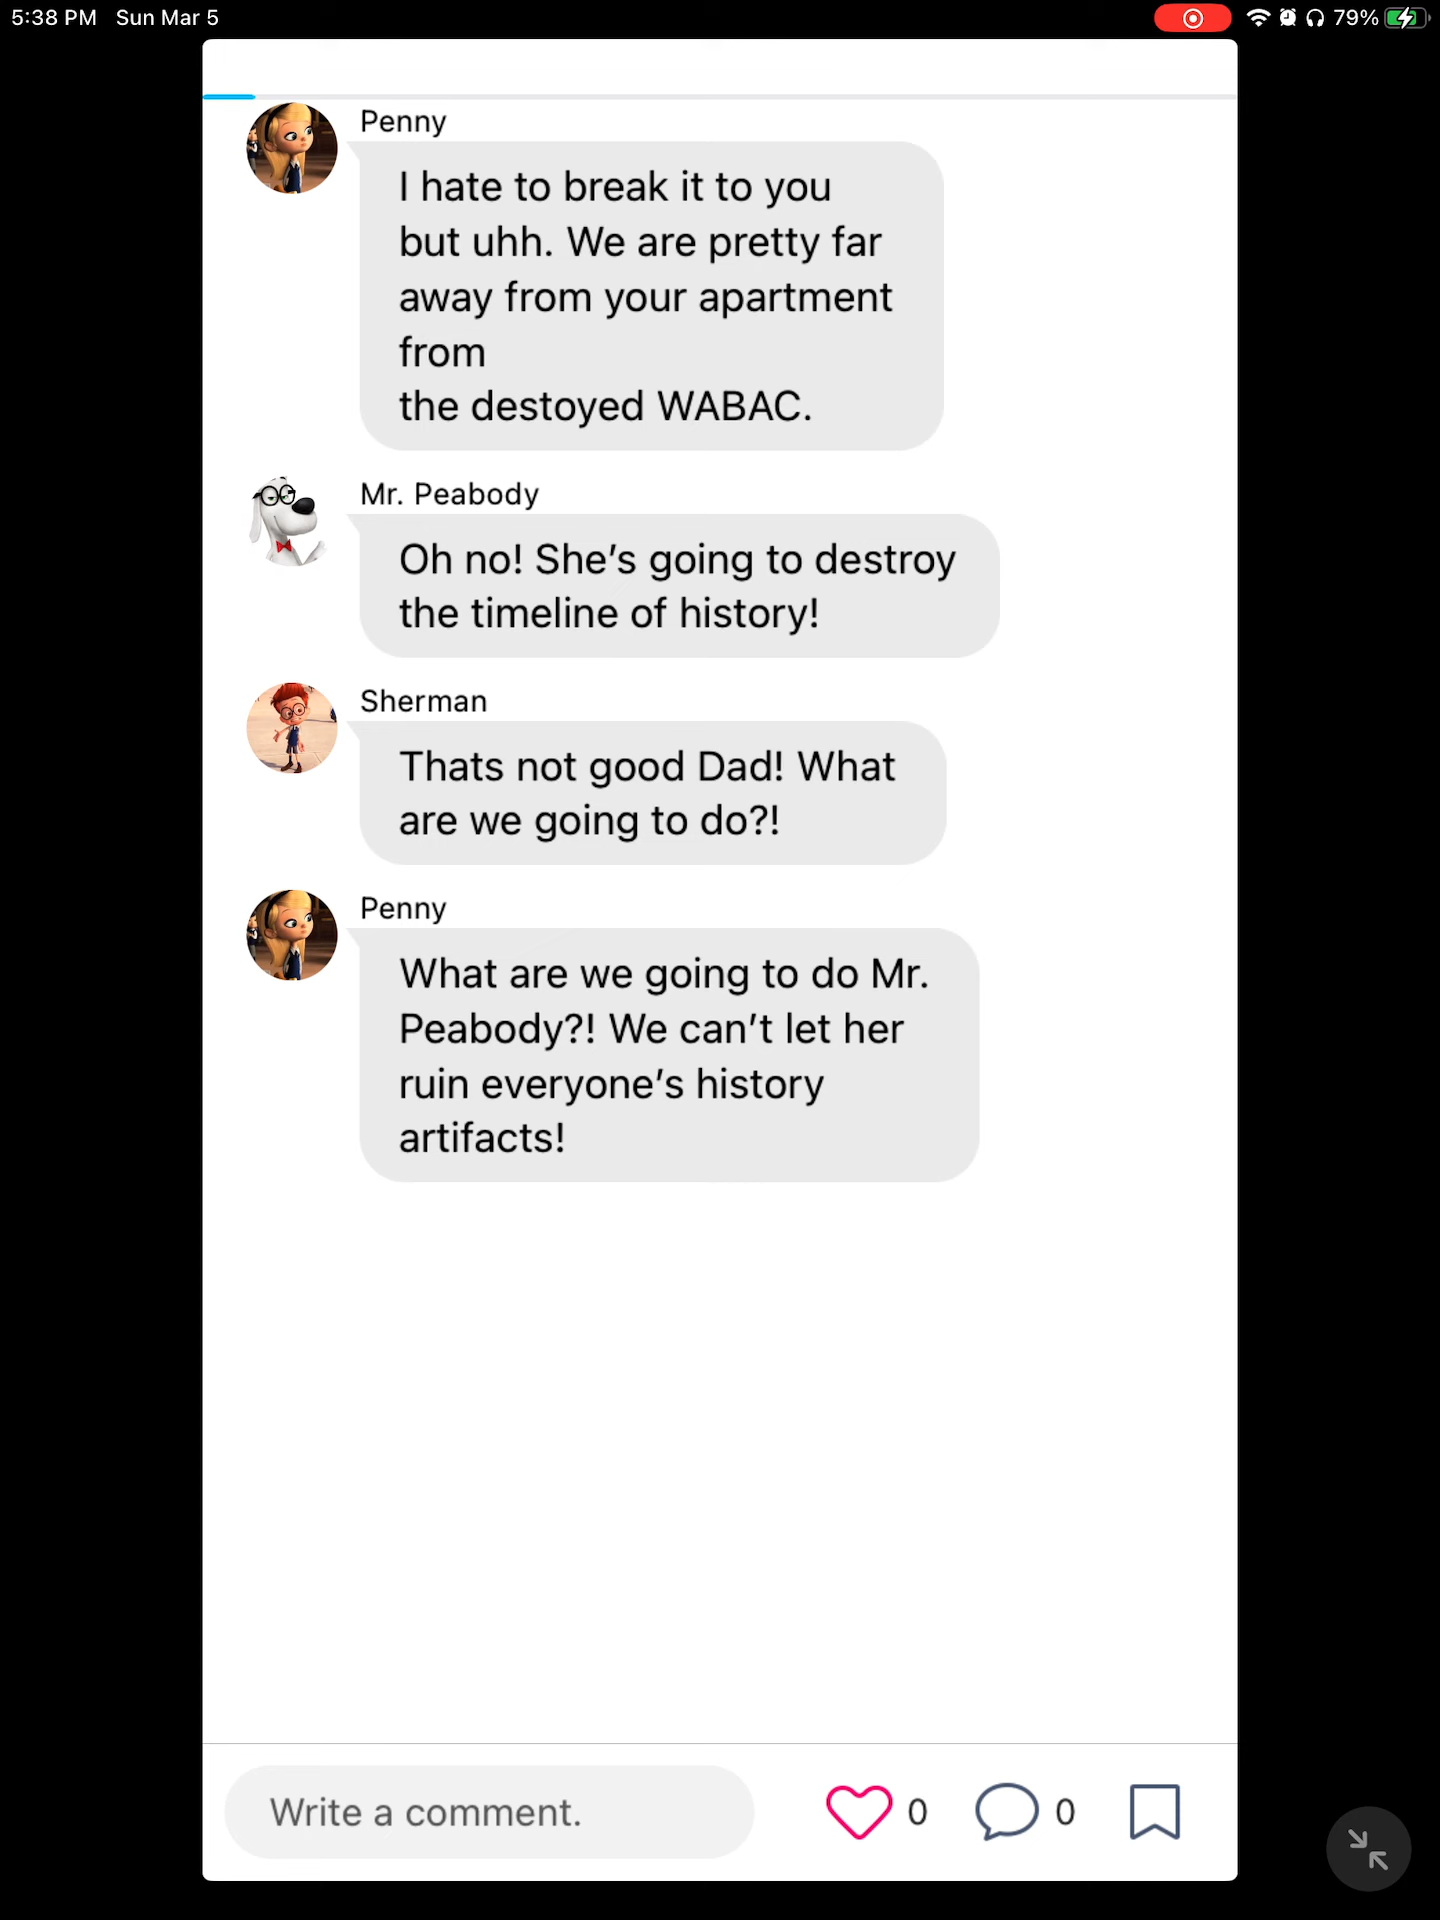 5:38 PM Sun Mar 5
79%
Penny
I hate to break it to you
but uhh. We are pretty far
away from your apartment
from
the destoyed WABAC.
Mr. Peabody
Oh no! She’s going to destroy
the timeline of history!
Sherman
Thats not good Dad! What
are we going to do?!
Penny
What are we going to do Mr.
Peabody?! We can’t let her
ruin everyone’s history
artifacts!
Write a comment.
0
0